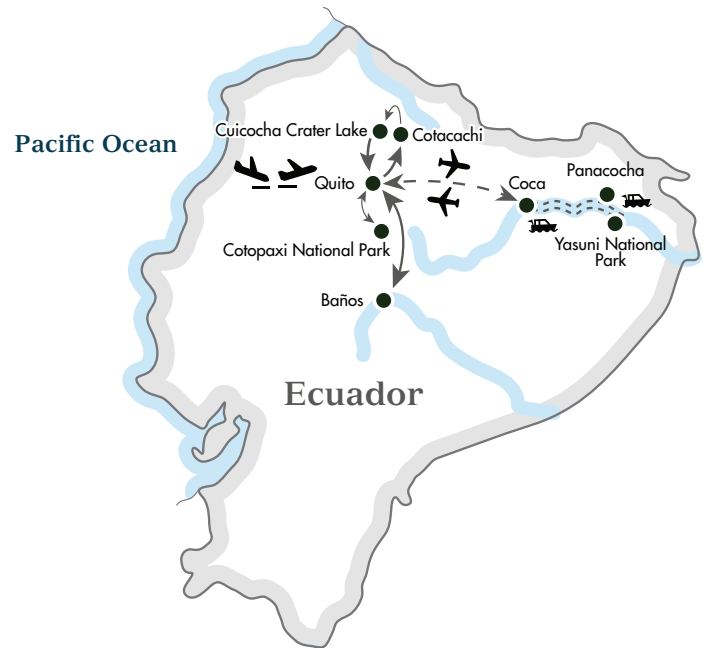 Pacific Ocean
Cuicocha Crater Lake
Cotacachi
Quito
Coca
Panacocha
Cotopaxi National Park
Yasuni National
Park
Baños
Ecuador